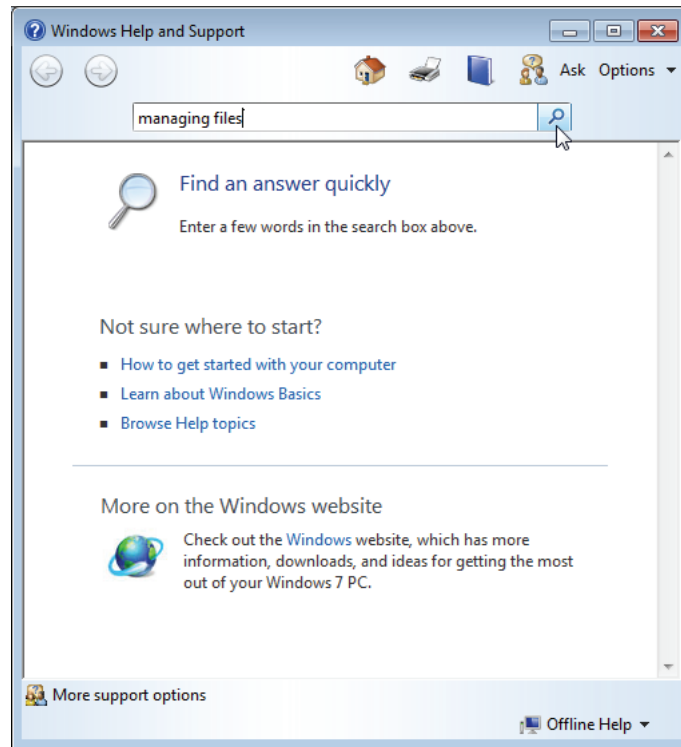 Windows Help and Support
Ask Options
managing files
Find an answer quickly
Enter a few words in the search box above.
Not sure where to start?
How to get started with your computer
Learn about Windows Basics
Browse Help topics
More on the Windows website
Check out the Windows website, which has more
information, downloads, and ideas for getting the most
out of your Windows 7 PC.
More support options
Offline Help